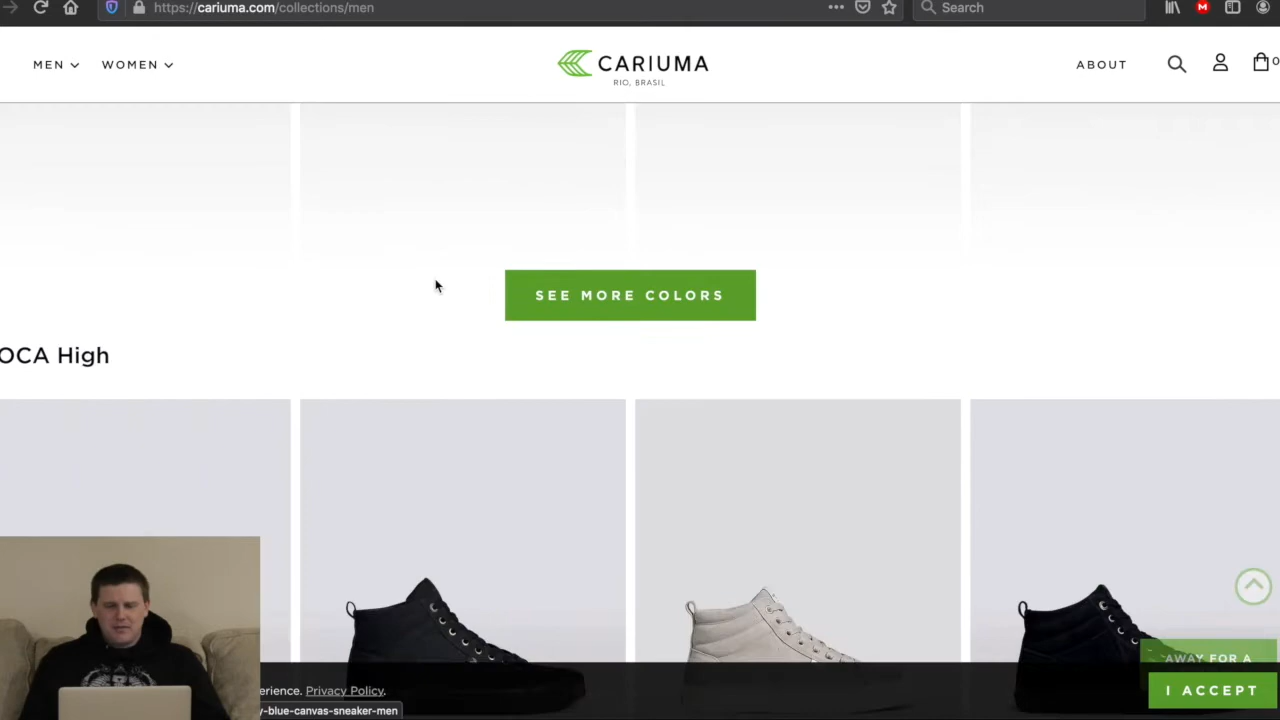 https://cariuma.com/collections/men
Search
MEN
WOMEN
CARIUMA
RIO, BRASIL
ABOUT
0
SEE MORE COLORS
OCA High
AWAY FOR A
erience. Privacy Policy.
I ACCEPT
y-blue-canvas-sneaker-men